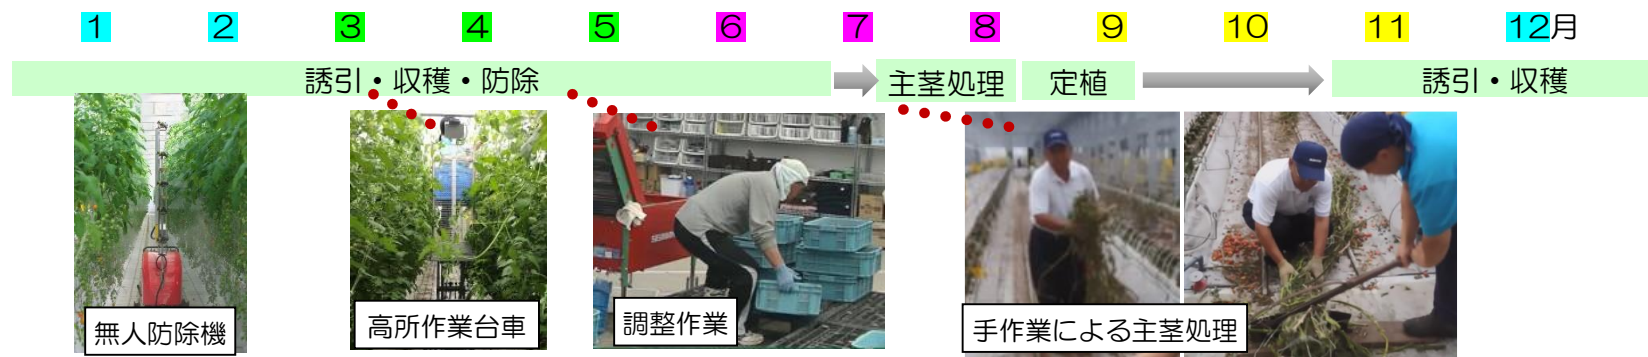 1 2 3 4 5 6 7 8 9 10 11 12月
誘引・収穫・防除 主茎処理 定植 誘引・収穫
無人防除機 高所作業台車 調整作業 手作業による主茎処理